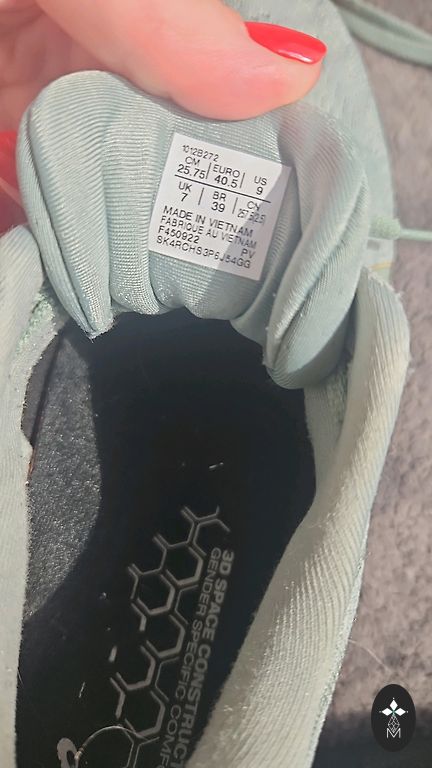 1012B272
CM EURO US
25.75 40.5 9
UK BR CN
7 39
MADE IN VIETNAM
FABRIQUE AU VIETNAM
F450922 PV
SK4RCHS3P6J54GG
3D SPACE CONSTRUCT
GENDER SPECIFIC COMF
M